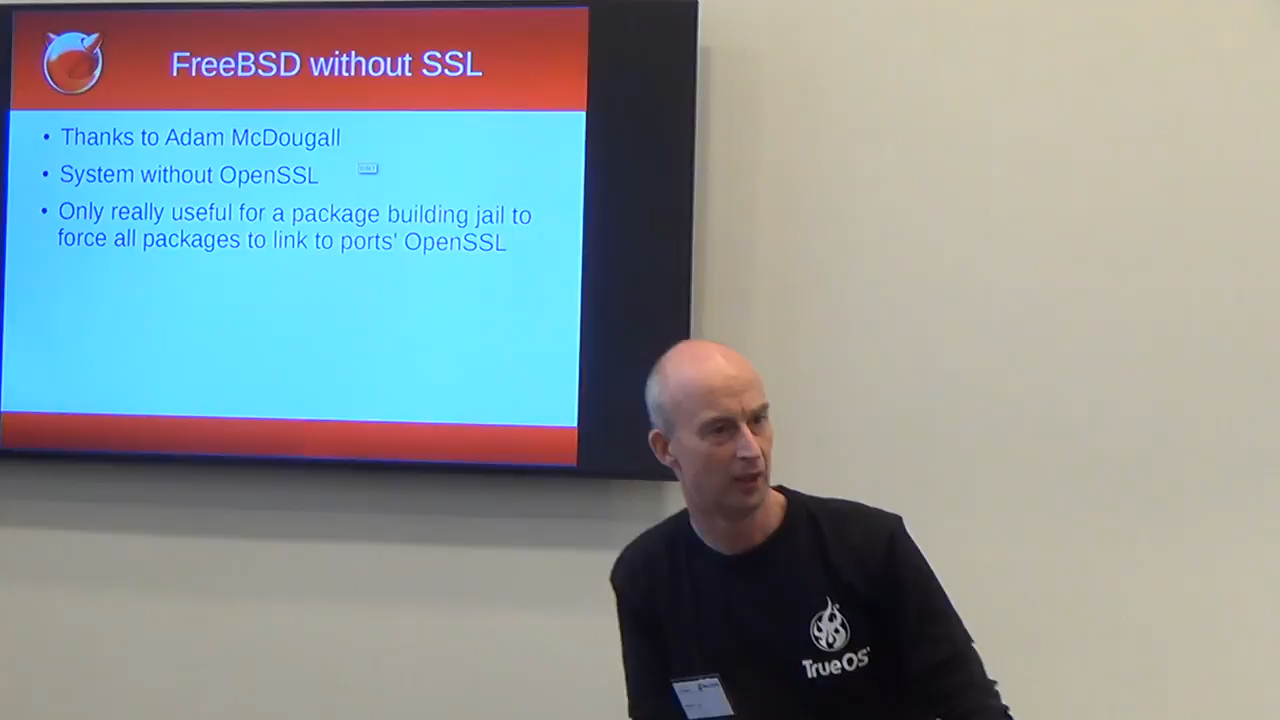 FreeBSD without SSL
• Thanks to Adam McDougall
• System without OpenSSL
• Only really useful for a package building jail to
force all packages to link to ports' OpenSSL
TrueOS